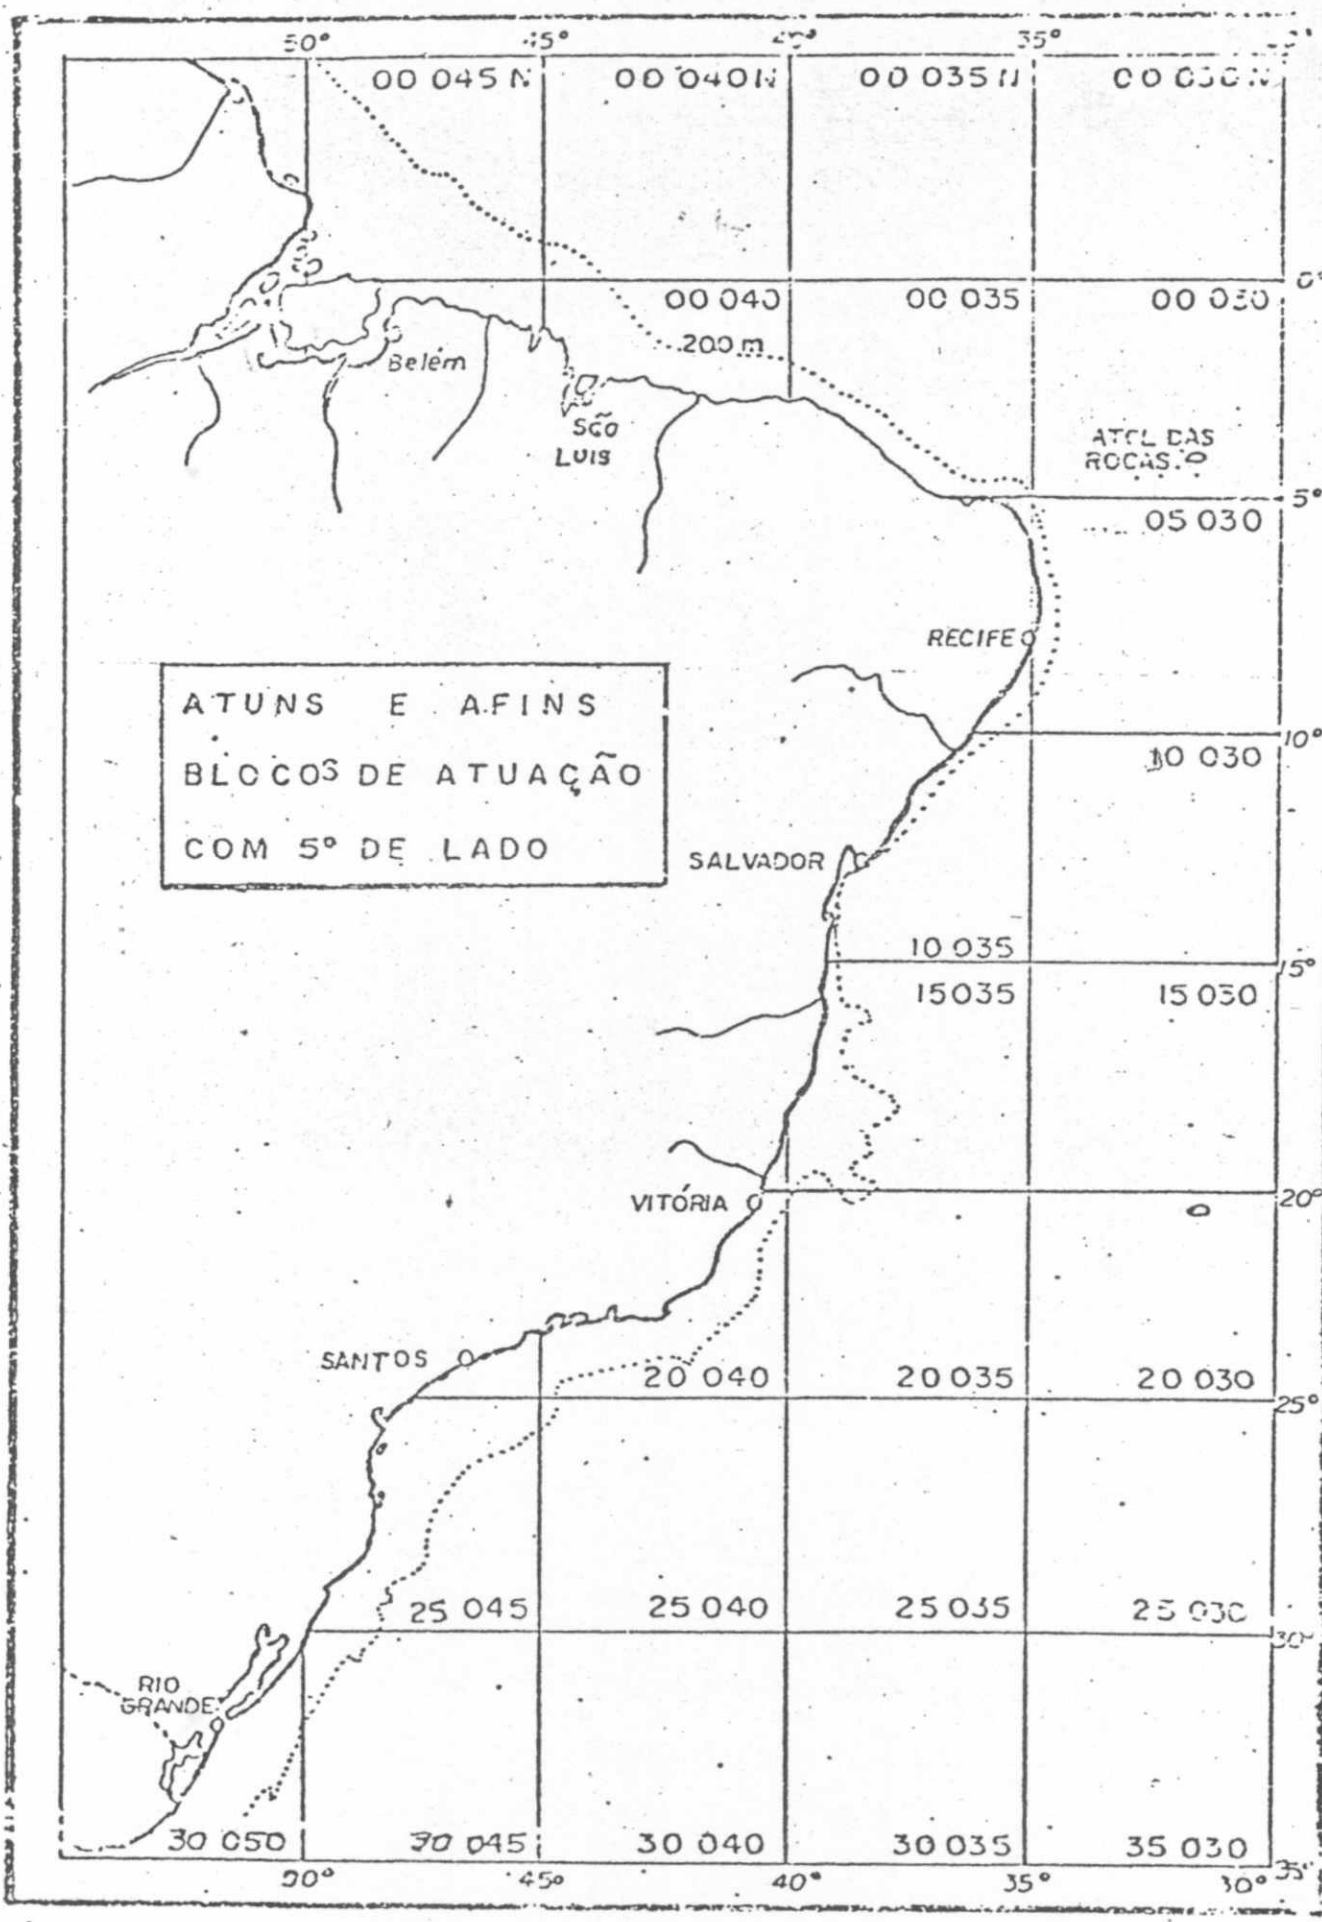 50° 45° 35°
00 045 N 00 040 N 00 035 N 00 030 N
0°
00 040 00 035 00 030
200 m
Belém
São
LUIS
ATOL DAS
ROCAS
5°
05 030
RECIFE
ATUNS E AFINS
BLOCOS DE ATUAÇÃO
COM 5° DE LADO
10°
10 030
SALVADOR
10 035
15°
15 035 15 030
VITÓRIA
20°
SANTOS
20 040 20 035 20 030
25°
25 045 25 040 25 035 25 030
30°
RIO
GRANDE
30 050 30 045 30 040 30 035 35 030
35°
50° 45° 40° 35° 30°